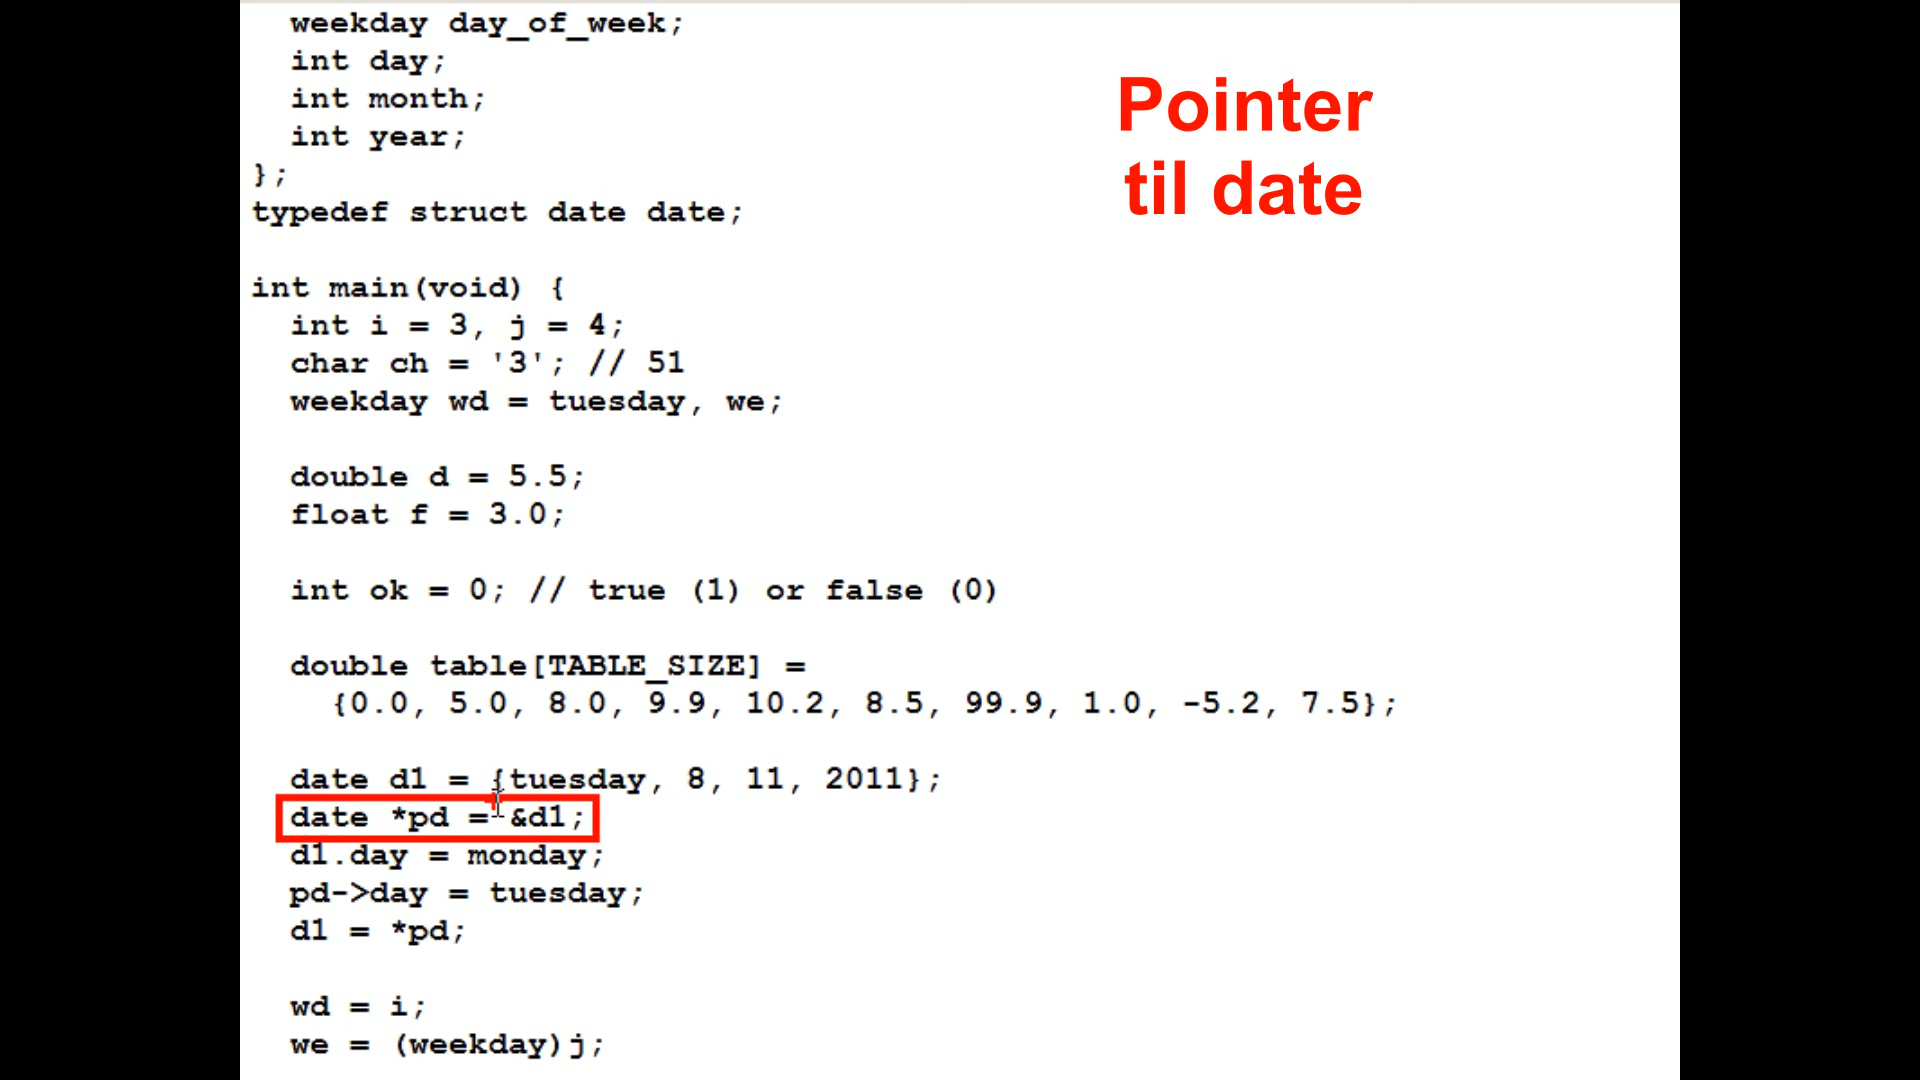 weekday day_of_week;
int day;
int month;
int year;
};
typedef struct date date;
Pointer
til date
int main(void) {
int i = 3, j = 4;
char ch = '3'; // 51
weekday wd = tuesday, we;
double d = 5.5;
float f = 3.0;
int ok = 0; // true (1) or false (0)
double table[TABLE_SIZE] =
{0.0, 5.0, 8.0, 9.9, 10.2, 8.5, 99.9, 1.0, -5.2, 7.5};
date d1 = {tuesday, 8, 11, 2011};
date *pd = &d1;
d1.day = monday;
pd->day = tuesday;
d1 = *pd;
wd = i;
we = (weekday)j;